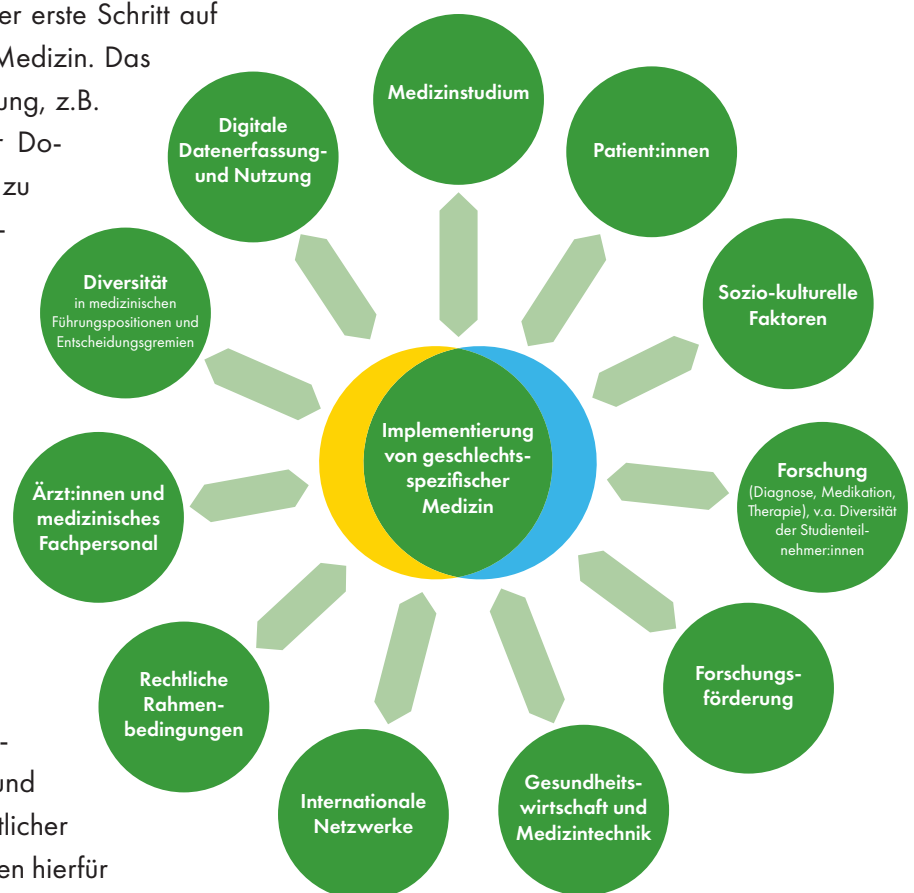 er erste Schritt auf
Medizin. Das
ung, z.B.
Do-
zu
-
Medizinstudium
Patient:innen
Sozio-kulturelle
Faktoren
Forschung
(Diagnose, Medikation,
Therapie), v.a. Diversität
der Studienteil-
nehmer:innen
Forschungs-
förderung
Gesundheits-
wirtschaft und
Medizintechnik
Internationale
Netzwerke
Rechtliche
Rahmen-
bedingungen
Ärzt:innen und
medizinisches
Fachpersonal
Diversität
in medizinischen
Führungspositionen und
Entscheidungsgremien
Digitale
Datenerfassung-
und Nutzung
Implementierung
von geschlechts-
spezifischer
Medizin
-
und
tlicher
en hierfür